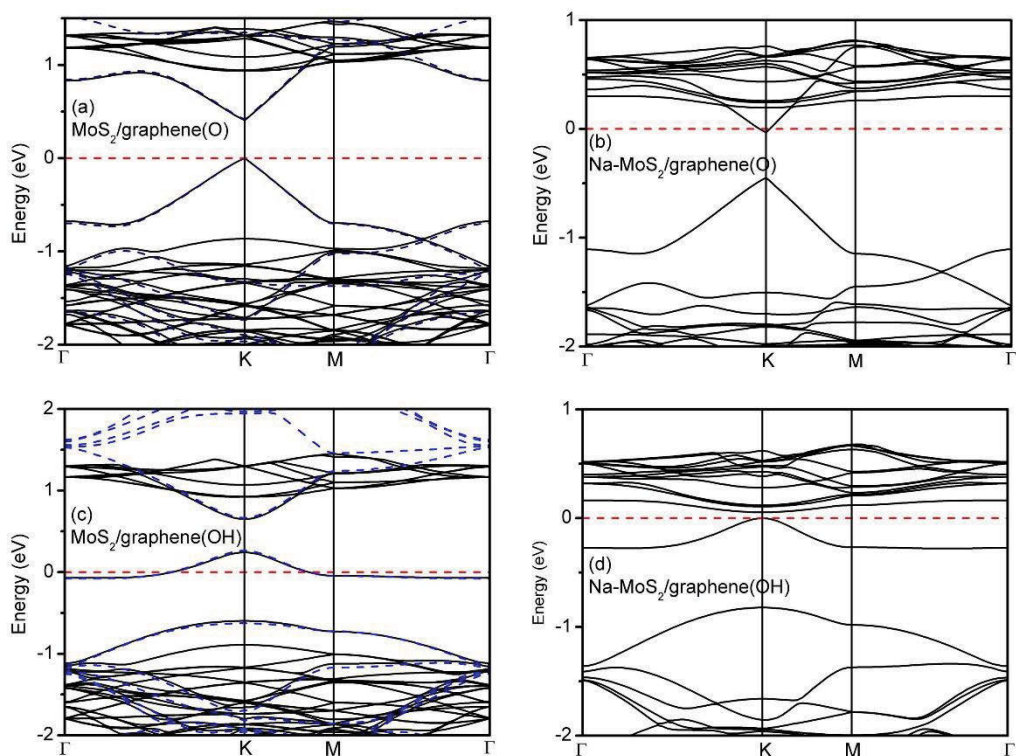 Energy (eV)
1
0
-1
-2
(a)
MoS₂/graphene(O)
Γ K M Γ
Energy (eV)
1
0
-1
-2
(b)
Na-MoS₂/graphene(O)
Γ K M Γ
Energy (eV)
2
1
0
-1
-2
(c)
MoS₂/graphene(OH)
Γ K M Γ
Energy (eV)
1
0
-1
-2
(d)
Na-MoS₂/graphene(OH)
Γ K M Γ